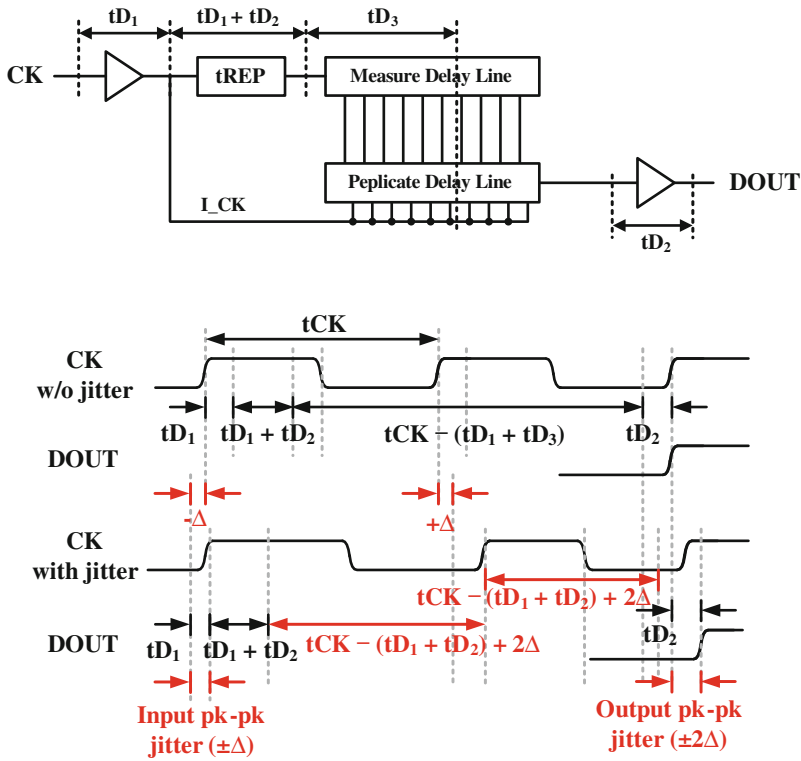 tD₁
tD₁ + tD₂
tD₃
CK
tREP
Measure Delay Line
Peplicate Delay Line
DOUT
I_CK
tD₂
tCK
CK
w/o jitter
tD₁
tD₁ + tD₂
tCK − (tD₁ + tD₃)
tD₂
DOUT
-Δ
+Δ
CK
with jitter
tCK − (tD₁ + tD₂) + 2Δ
DOUT
tD₁
tD₁ + tD₂
tCK − (tD₁ + tD₂) + 2Δ
tD₂
Input pk-pk
jitter (±Δ)
Output pk-pk
jitter (±2Δ)